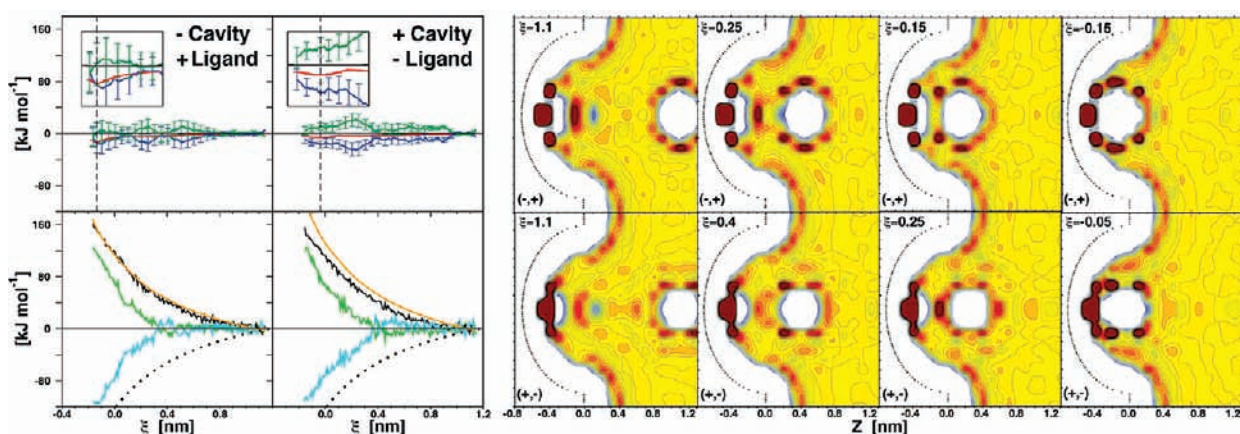 160
80
0
-80
[kJ mol⁻¹]
- Cavity
+ Ligand
+ Cavity
- Ligand
160
80
0
-80
[kJ mol⁻¹]
-0.4 0.0 0.4 0.8
0.0 0.4 0.8 1.2
ξ [nm]
ξ [nm]
ξ=1.1
ξ=0.25
ξ=0.15
ξ=-0.15
(-,+)
(-,+)
(-,+)
(-,+)
ξ=1.1
ξ=0.4
ξ=0.25
ξ=-0.05
(+,-)
(+,-)
(+,-)
(+,-)
-0.8 -0.4 0.0 0.4 0.8 1.2
-0.4 0.0 0.4 0.8 1.2
-0.4 0.0 0.4 0.8 1.2
-0.4 0.0 0.4 0.8 1.2
Z [nm]